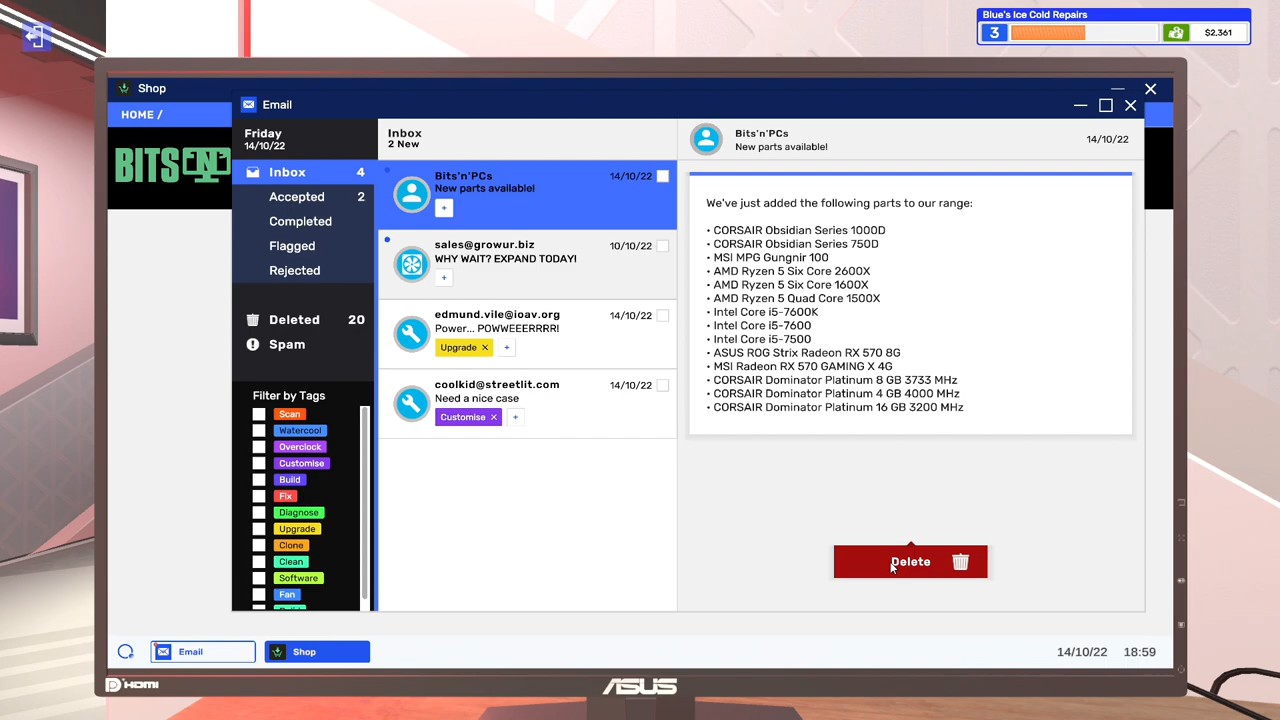 Blue's Ice Cold Repairs
3
$2,361
Shop
HOME /
BITS N
Email
Friday
14/10/22
Inbox 4
Accepted 2
Completed
Flagged
Rejected
Deleted 20
Spam
Filter by Tags
Scan
Watercool
Overclock
Customise
Build
Fix
Diagnose
Upgrade
Clone
Clean
Software
Fan
Inbox
2 New
Bits'n'PCs 14/10/22
New parts available!
+
sales@growur.biz 10/10/22
WHY WAIT? EXPAND TODAY!
+
edmund.vile@ioav.org 14/10/22
Power... POWWEEERRRR!
Upgrade × +
coolkid@streetlit.com 14/10/22
Need a nice case
Customise × +
Bits'n'PCs 14/10/22
New parts available!
We've just added the following parts to our range:
• CORSAIR Obsidian Series 1000D
• CORSAIR Obsidian Series 750D
• MSI MPG Gungnir 100
• AMD Ryzen 5 Six Core 2600X
• AMD Ryzen 5 Six Core 1600X
• AMD Ryzen 5 Quad Core 1500X
• Intel Core i5-7600K
• Intel Core i5-7600
• Intel Core i5-7500
• ASUS ROG Strix Radeon RX 570 8G
• MSI Radeon RX 570 GAMING X 4G
• CORSAIR Dominator Platinum 8 GB 3733 MHz
• CORSAIR Dominator Platinum 4 GB 4000 MHz
• CORSAIR Dominator Platinum 16 GB 3200 MHz
Delete
Email
Shop
14/10/22 18:59
HDMI
ASUS